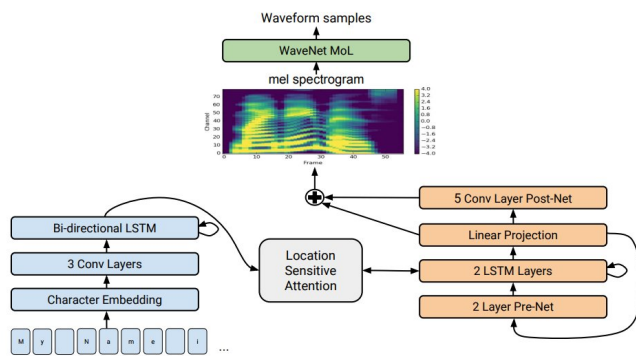 Waveform samples
WaveNet MoL
mel spectrogram
70
60
50
40
30
20
10
0
Channel
0 10 20 30 40 50
Frame
4.0
3.2
2.4
1.6
0.8
0.0
−0.8
−1.6
−2.4
−3.2
−4.0
5 Conv Layer Post-Net
Bi-directional LSTM
Linear Projection
3 Conv Layers
Location
Sensitive
Attention
2 LSTM Layers
Character Embedding
2 Layer Pre-Net
M y N a m e i ...